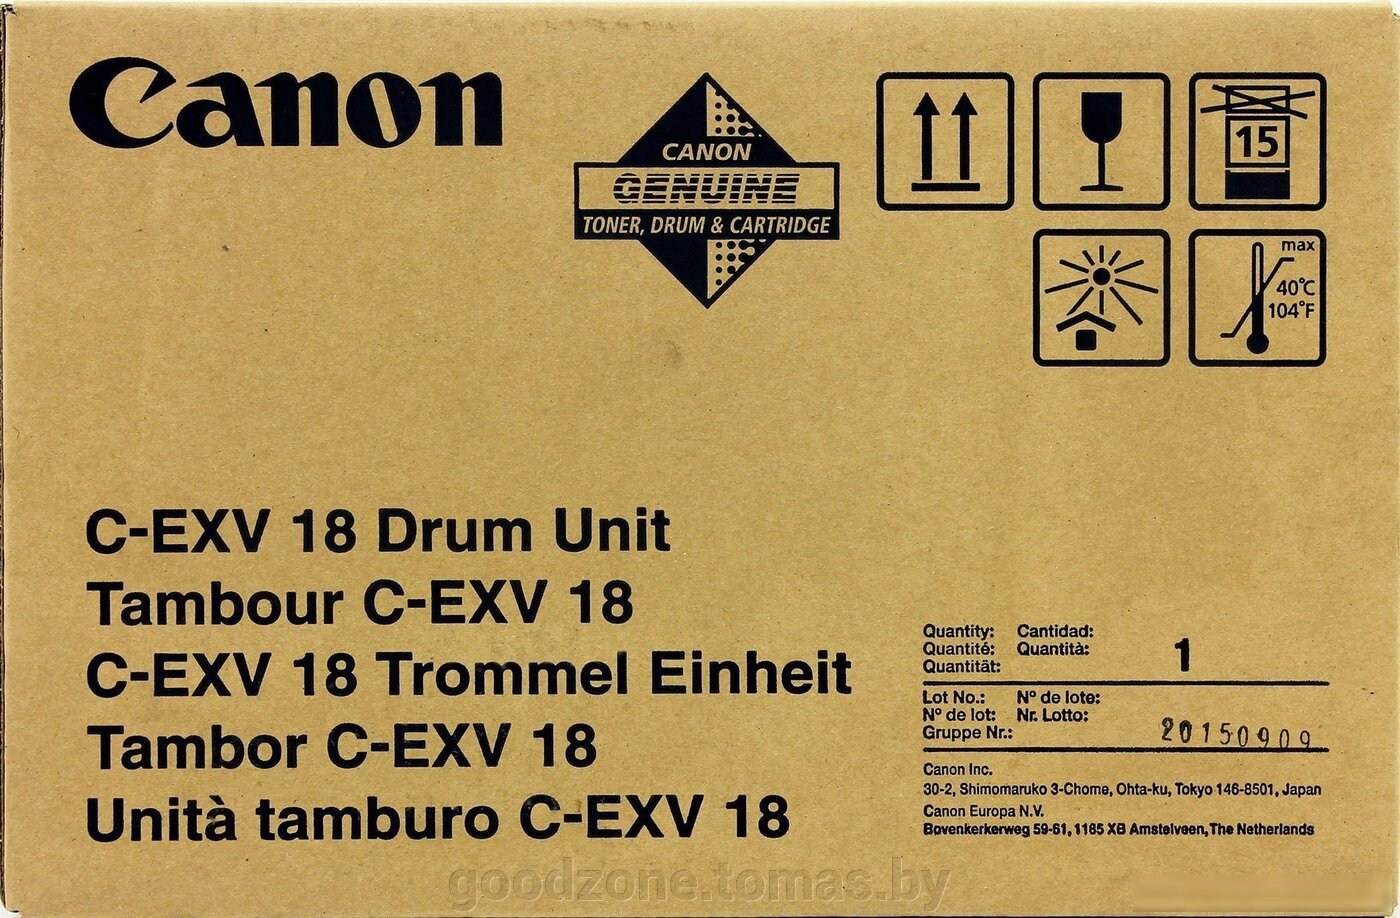 Canon
CANON
GENUINE
TONER, DRUM & CARTRIDGE
15
max
40°C
104°F
C-EXV 18 Drum Unit
Tambour C-EXV 18
C-EXV 18 Trommel Einheit
Tambor C-EXV 18
Unità tamburo C-EXV 18
Quantity: Cantidad:
Quantité: Quantità:
Quantität:
1
Lot No.: Nº de lote:
Nº de lot: Nr. Lotto:
Gruppe Nr.:
20150909
Canon Inc.
30-2, Shimomaruko 3-Chome, Ohta-ku, Tokyo 146-8501, Japan
Canon Europa N.V.
Bovenkerkerweg 59-61, 1185 XB Amstelveen, The Netherlands
goodzone.tomas.by